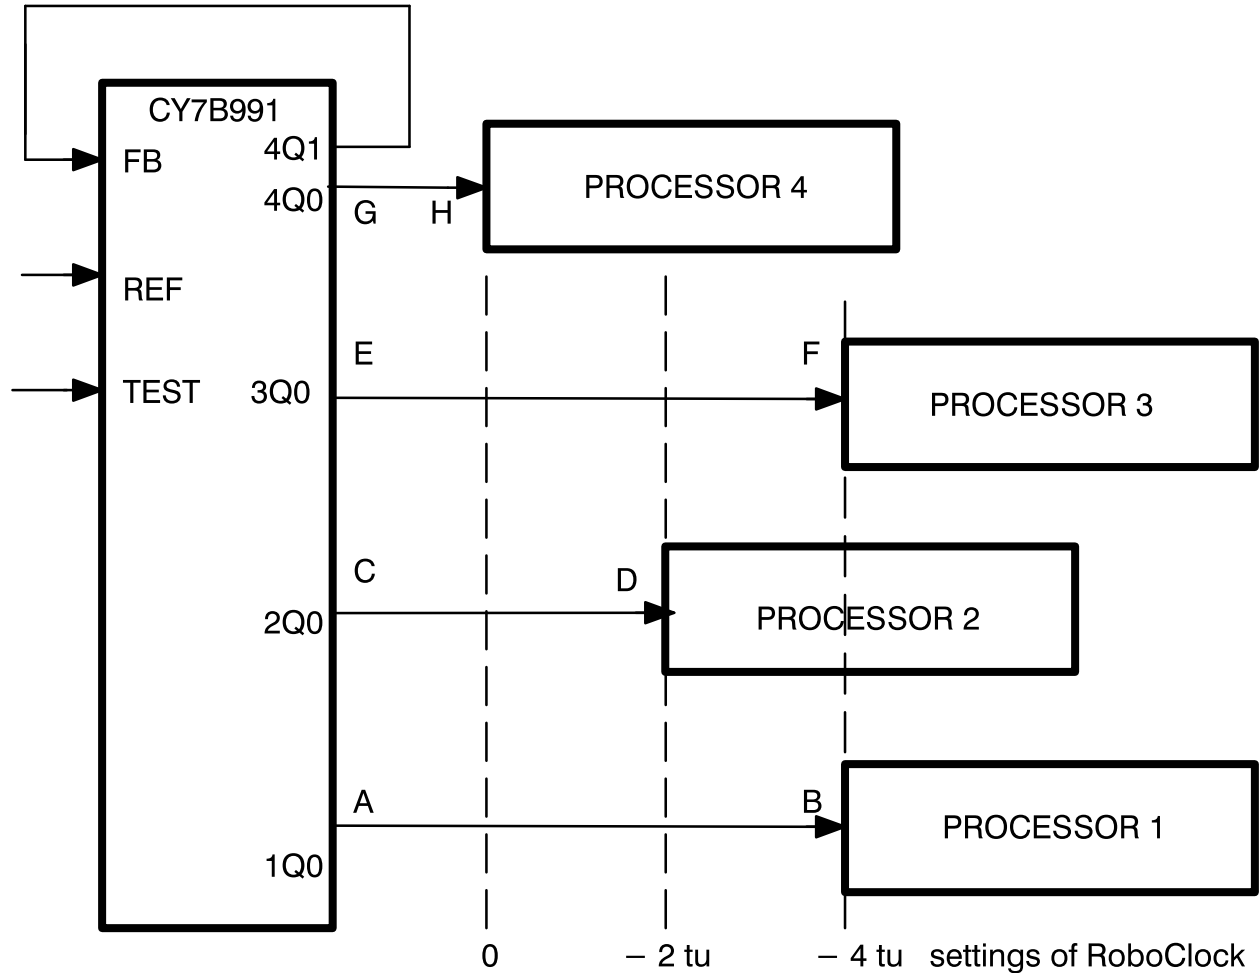 CY7B991
4Q1
FB
4Q0
G
H
PROCESSOR 4
REF
E
F
TEST
3Q0
PROCESSOR 3
C
D
2Q0
PROCESSOR 2
A
B
PROCESSOR 1
1Q0
0
– 2 tu
– 4 tu
settings of RoboClock